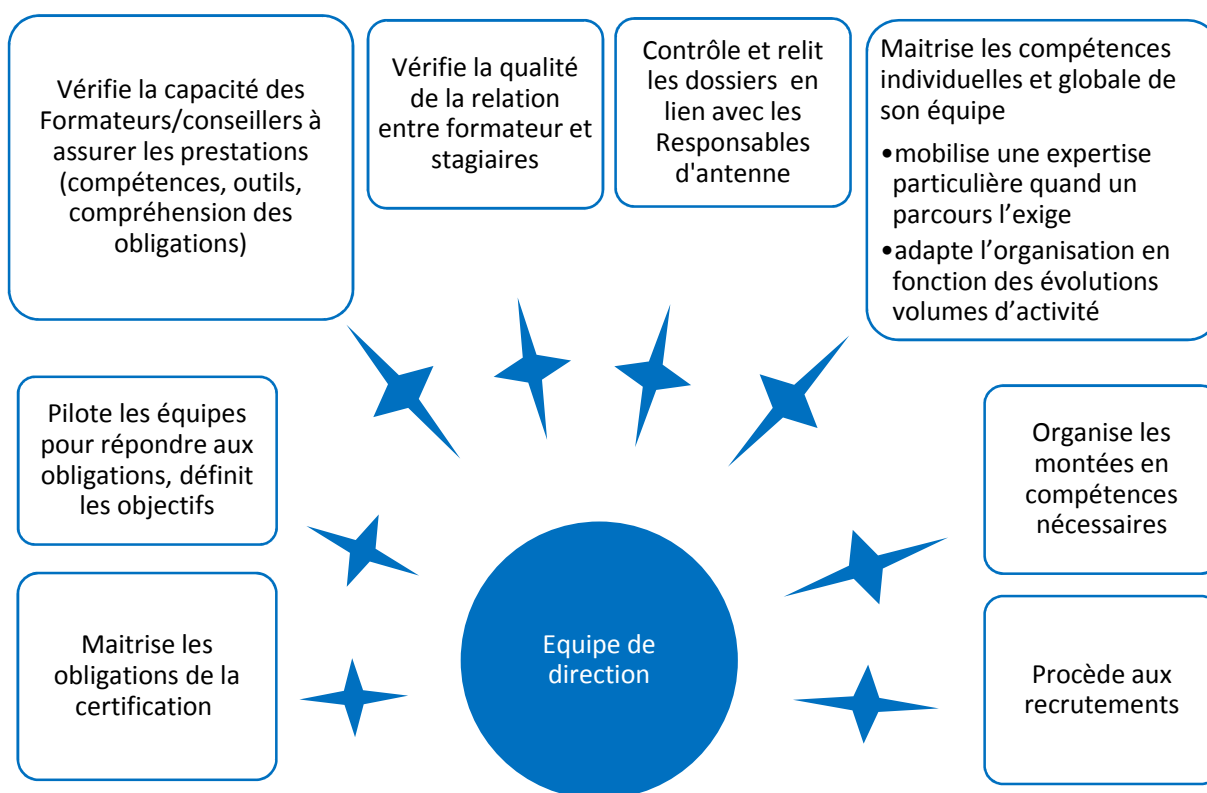 Vérifie la capacité des
Formateurs/conseillers à
assurer les prestations
(compétences, outils,
compréhension des
obligations)
Vérifie la qualité
de la relation
entre formateur et
stagiaires
Contrôle et relit
les dossiers en
lien avec les
Responsables
d'antenne
Maitrise les compétences
individuelles et globale de
son équipe
•mobilise une expertise
particulière quand un
parcours l’exige
•adapte l’organisation en
fonction des évolutions
volumes d’activité
Pilote les équipes
pour répondre aux
obligations, définit
les objectifs
Organise les
montées en
compétences
nécessaires
Maitrise les
obligations de la
certification
Equipe de
direction
Procède aux
recrutements